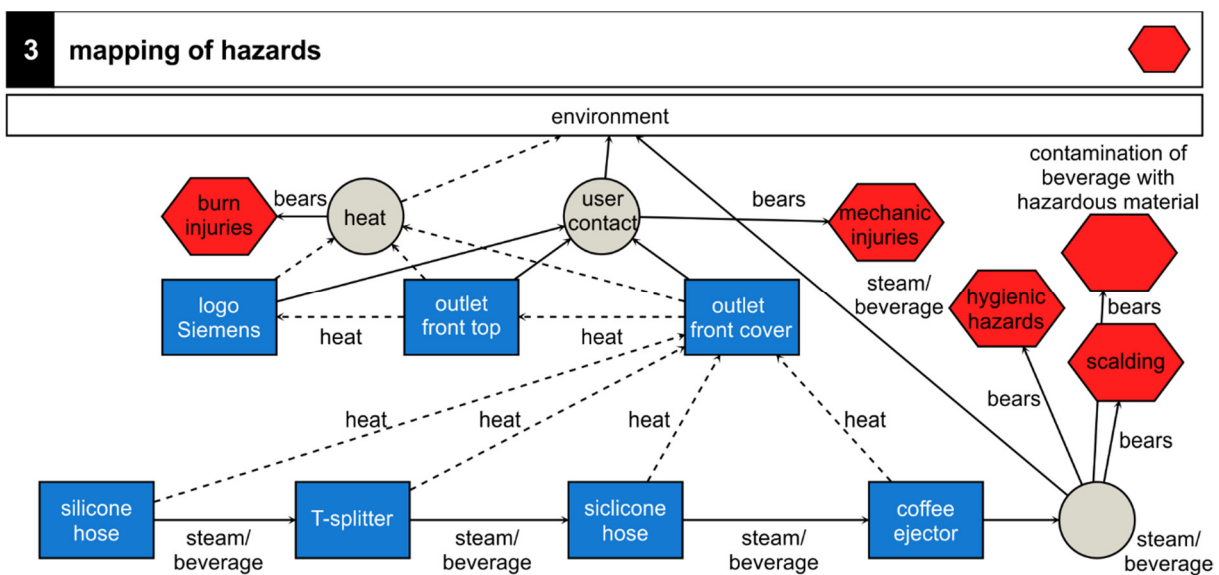 3 mapping of hazards
environment
contamination of
beverage with
hazardous material
burn
injuries
bears
heat
user
contact
bears
mechanic
injuries
steam/
beverage
hygienic
hazards
bears
scalding
logo
Siemens
heat
outlet
front top
heat
outlet
front cover
heat
heat
heat
heat
bears
bears
silicone
hose
steam/
beverage
T-splitter
steam/
beverage
siclicone
hose
steam/
beverage
coffee
ejector
steam/
beverage